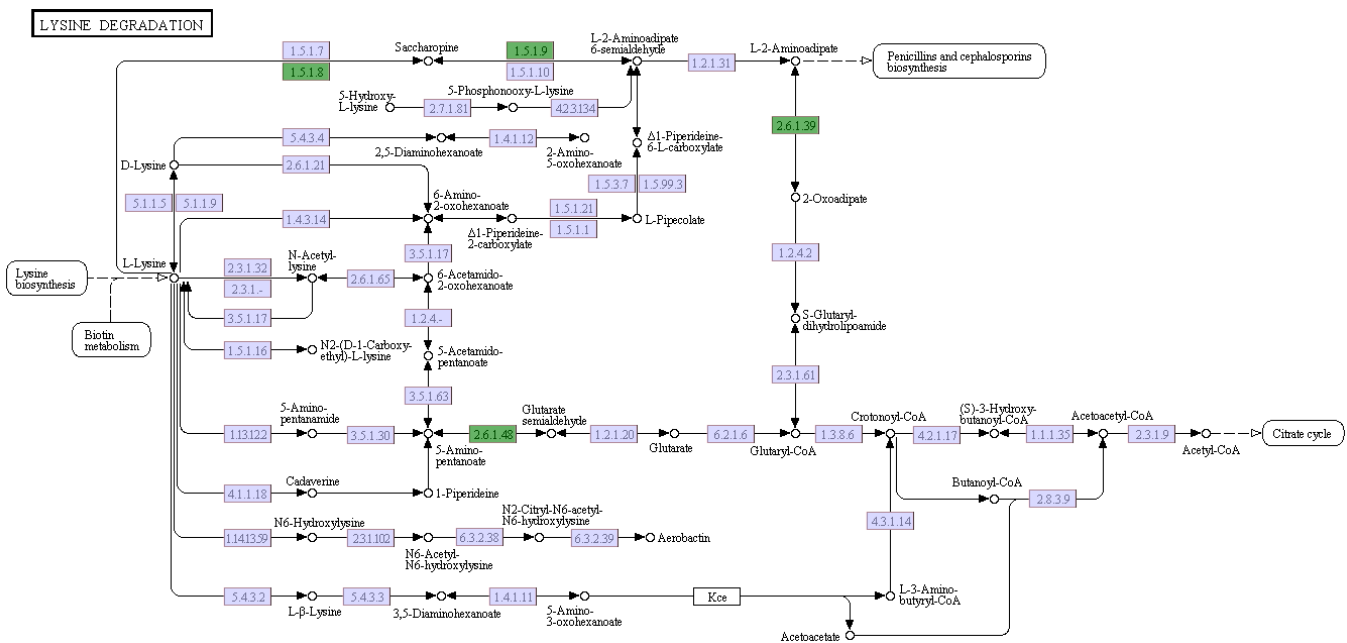 LYSINE DEGRADATION
1.5.1.7
1.5.1.8
Saccharopine
1.5.1.9
1.5.1.10
L-2-Aminoadipate
6-semialdehyde
1.2.1.31
L-2-Aminoadipate
Penicillins and cephalosporins
biosynthesis
5-Hydroxy-
L-lysine
2.7.1.81
5-Phosphonooxy-L-lysine
4.2.3.134
2.6.1.39
5.4.3.4
2,5-Diaminohexanoate
1.4.1.12
2-Amino-
5-oxohexanoate
Δ1-Piperideine-
6-L-carboxylate
D-Lysine
2.6.1.21
1.5.3.7
1.5.99.3
5.1.1.5
5.1.1.9
6-Amino-
2-oxohexanoate
2-Oxoadipate
1.4.3.14
Δ1-Piperideine-
2-carboxylate
1.5.1.21
1.5.1.1
L-Pipecolate
L-Lysine
N-Acetyl-
lysine
3.5.1.17
1.2.4.2
Lysine
biosynthesis
2.3.1.32
2.3.1.-
2.6.1.65
6-Acetamido-
2-oxohexanoate
3.5.1.17
1.2.4.-
S-Glutaryl-
dihydrolipoamide
Biotin
metabolism
1.5.1.16
N2-(D-1-Carboxy-
ethyl)-L-lysine
5-Acetamido-
pentanoate
2.3.1.61
3.5.1.63
5-Amino-
pentanamide
Glutarate
semialdehyde
Crotonoyl-CoA
(S)-3-Hydroxy-
butanoyl-CoA
Acetoacetyl-CoA
1.13.12.2
3.5.1.30
5-Amino-
pentanoate
2.6.1.48
1.2.1.20
Glutarate
6.2.1.6
Glutaryl-CoA
1.3.8.6
4.2.1.17
1.1.1.35
2.3.1.9
Acetyl-CoA
Citrate cycle
4.1.1.18
Cadaverine
1-Piperideine
Butanoyl-CoA
2.8.3.9
N6-Hydroxylysine
N2-Citryl-N6-acetyl-
N6-hydroxylysine
4.3.1.14
1.14.13.59
2.3.1.102
N6-Acetyl-
N6-hydroxylysine
6.3.2.38
6.3.2.39
Aerobactin
5.4.3.2
L-β-Lysine
5.4.3.3
3,5-Diaminohexanoate
1.4.1.11
5-Amino-
3-oxohexanoate
Kce
L-3-Amino-
butyryl-CoA
Acetoacetate